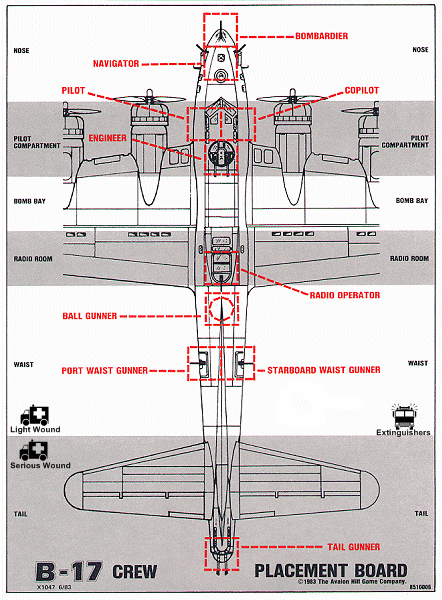 BOMBARDIER
NOSE
NOSE
NAVIGATOR
PILOT
COPILOT
PILOT
COMPARTMENT
ENGINEER
PILOT
COMPARTMENT
BOMB BAY
BOMB BAY
RADIO ROOM
RADIO ROOM
RADIO OPERATOR
BALL GUNNER
WAIST
PORT WAIST GUNNER
STARBOARD WAIST GUNNER
WAIST
Light Wound
Extinguishers
Serious Wound
TAIL
TAIL
TAIL GUNNER
B-17 CREW
PLACEMENT BOARD
X1047 6/83
©1983 The Avalon Hill Game Company.
8510006